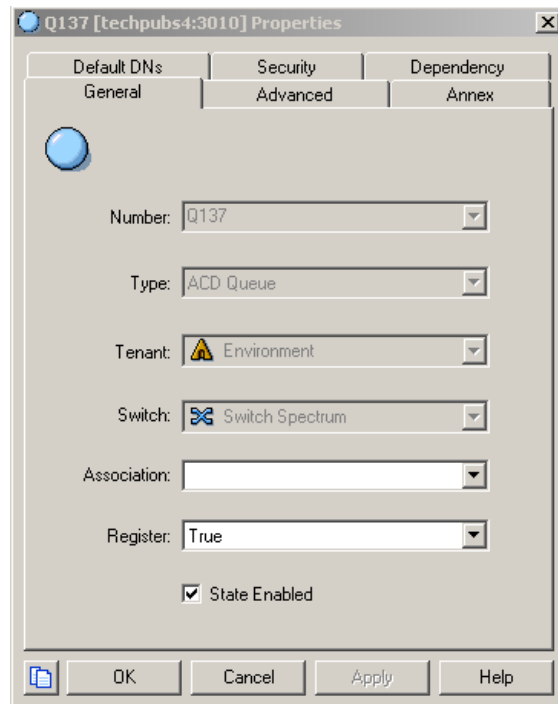 Q137 [techpubs4:3010] Properties
Default DNs Security Dependency
General Advanced Annex
Number: Q137
Type: ACD Queue
Tenant: Environment
Switch: Switch Spectrum
Association:
Register: True
State Enabled
OK Cancel Apply Help